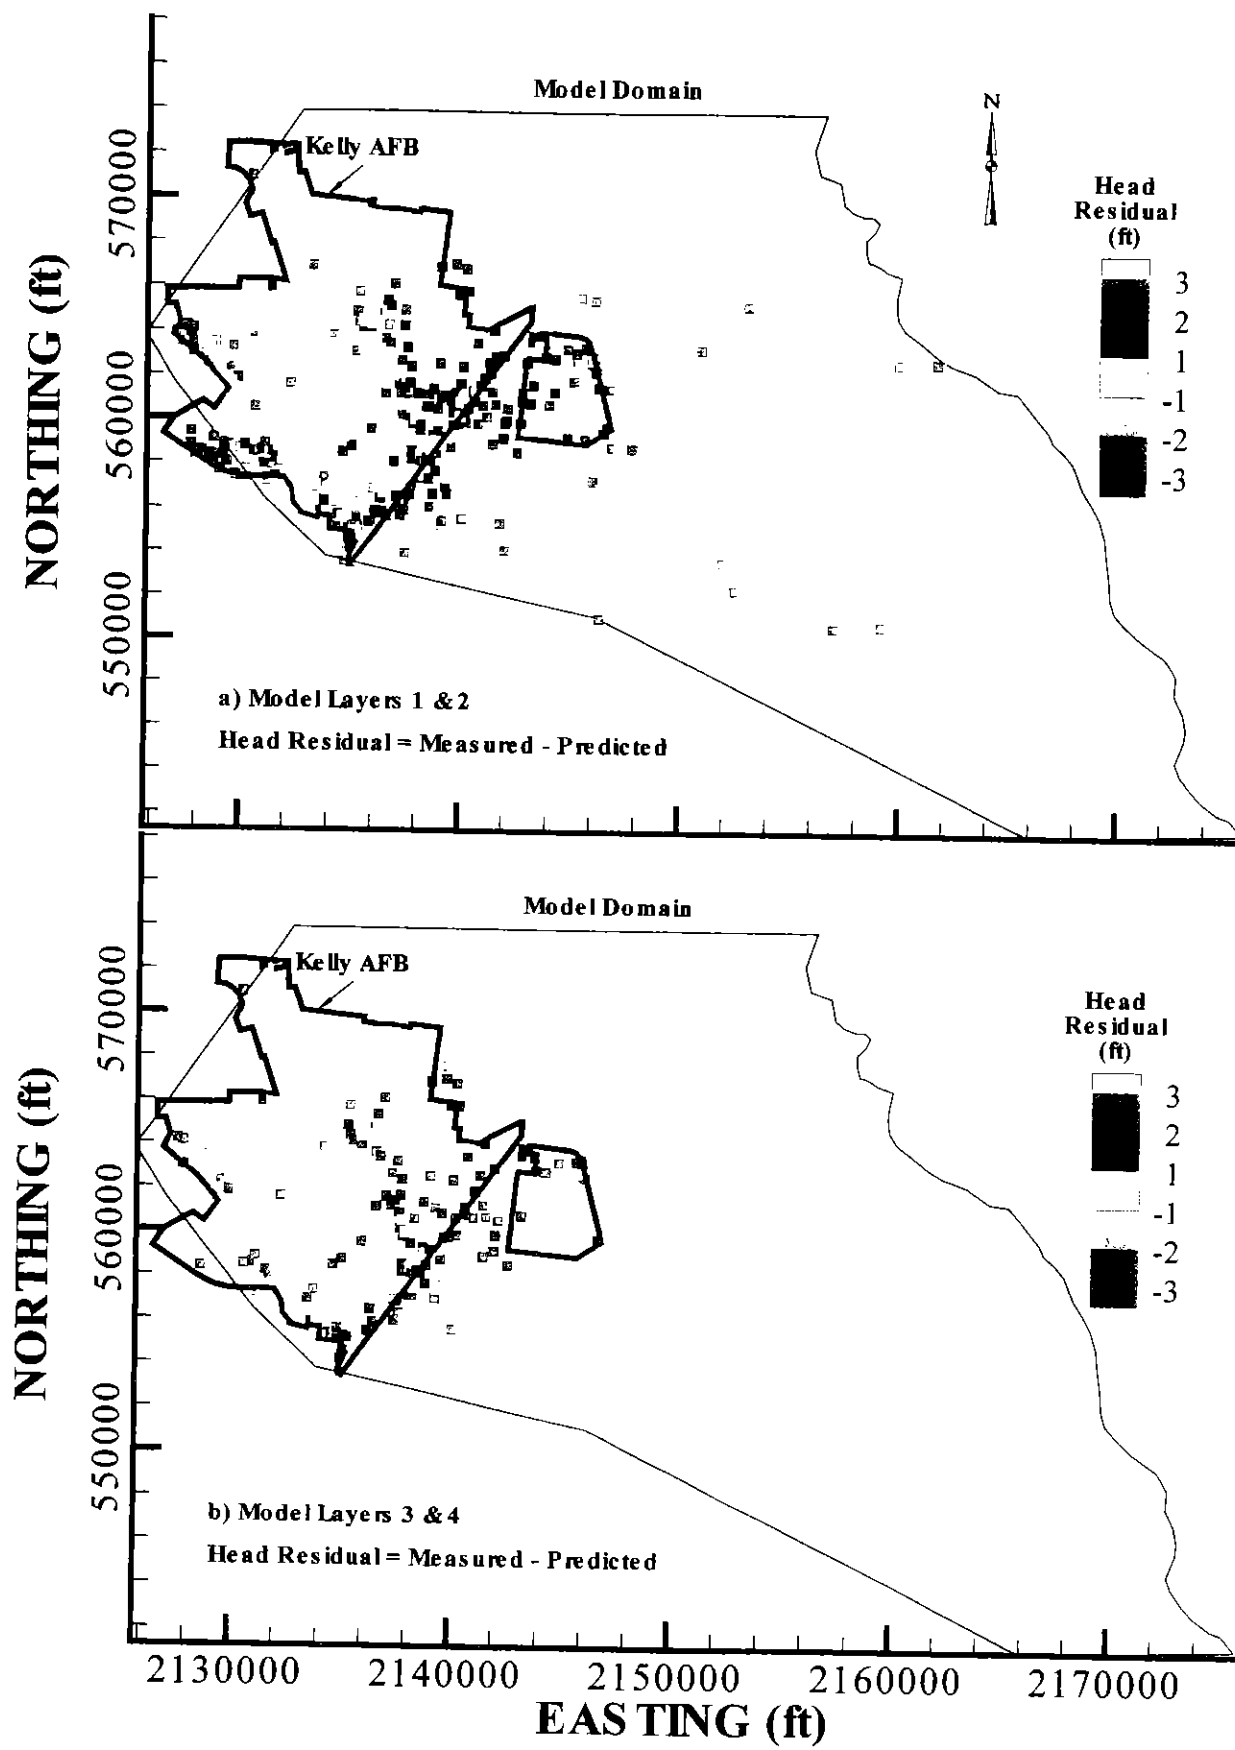 Model Domain
N
Kelly AFB
Head
Residual
(ft)
3
2
1
-1
-2
-3
570000
560000
550000
NORTHING (ft)
a) Model Layers 1 & 2
Head Residual = Measured - Predicted
Model Domain
Kelly AFB
Head
Residual
(ft)
3
2
1
-1
-2
-3
570000
560000
550000
NORTHING (ft)
b) Model Layers 3 & 4
Head Residual = Measured - Predicted
2130000 2140000 2150000 2160000 2170000
EASTING (ft)